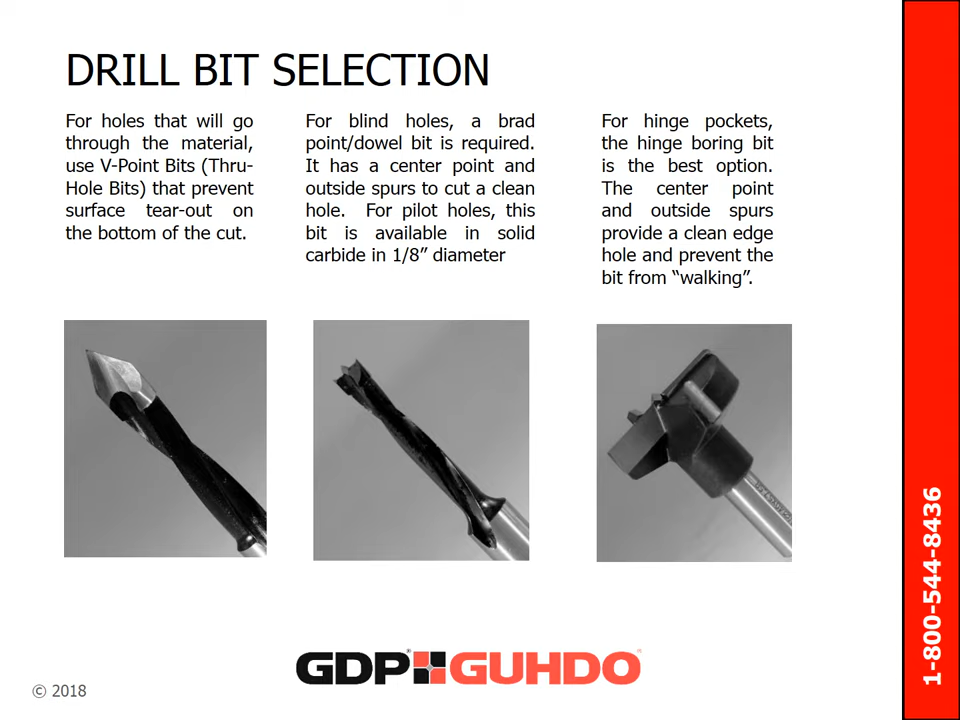 DRILL BIT SELECTION
For holes that will go
through the material,
use V-Point Bits (Thru-
Hole Bits) that prevent
surface tear-out on
the bottom of the cut.
For blind holes, a brad
point/dowel bit is required.
It has a center point and
outside spurs to cut a clean
hole. For pilot holes, this
bit is available in solid
carbide in 1/8” diameter
For hinge pockets,
the hinge boring bit
is the best option.
The center point
and outside spurs
provide a clean edge
hole and prevent the
bit from “walking”.
1-800-544-8436
GDP GUHDO
© 2018